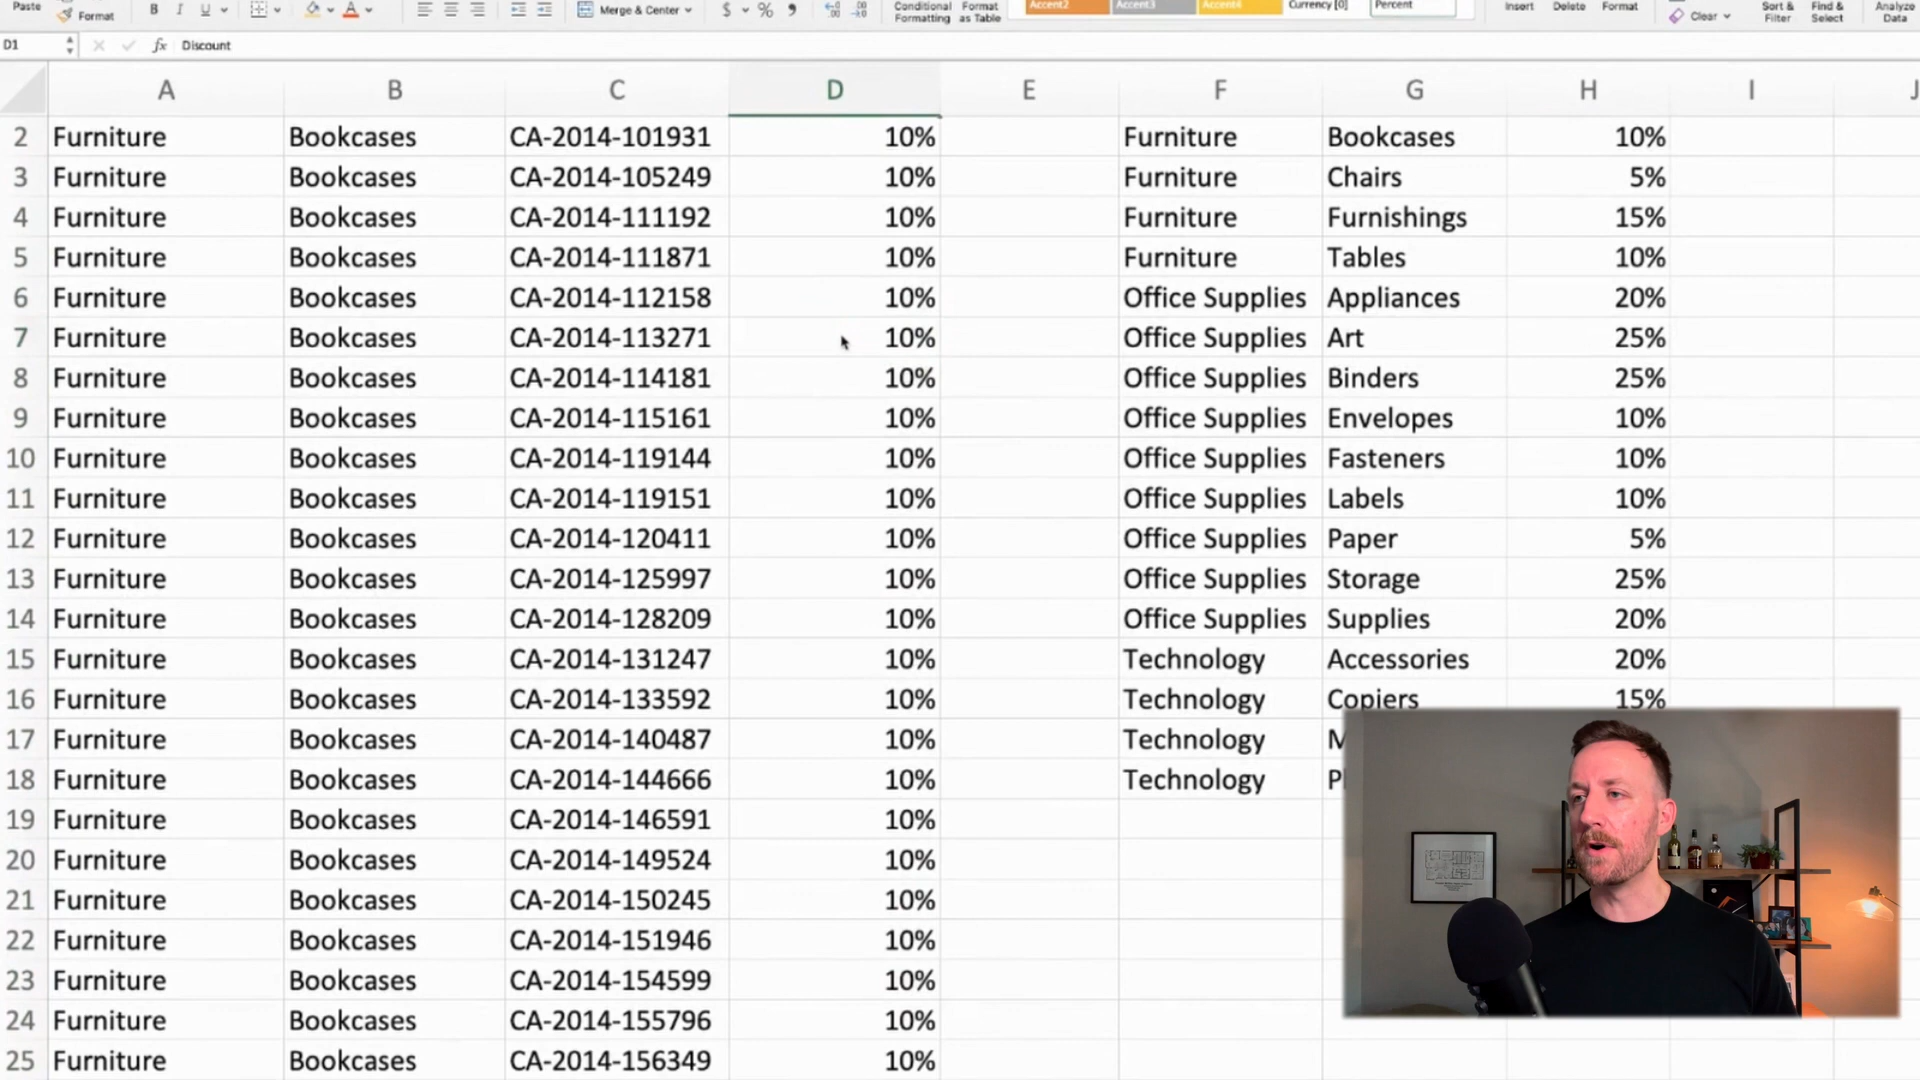 Paste
Format
B I U
A
Merge & Center
$ % ,
Conditional Formatting
Format as Table
Accent2
Accent3
Accent4
Currency [0]
Percent
Insert
Delete
Format
Clear
Sort & Filter
Find & Select
Analyze Data
D1 fx Discount
A B C D E F G H I J
2 Furniture Bookcases CA-2014-101931 10% Furniture Bookcases 10%
3 Furniture Bookcases CA-2014-105249 10% Furniture Chairs 5%
4 Furniture Bookcases CA-2014-111192 10% Furniture Furnishings 15%
5 Furniture Bookcases CA-2014-111871 10% Furniture Tables 10%
6 Furniture Bookcases CA-2014-112158 10% Office Supplies Appliances 20%
7 Furniture Bookcases CA-2014-113271 10% Office Supplies Art 25%
8 Furniture Bookcases CA-2014-114181 10% Office Supplies Binders 25%
9 Furniture Bookcases CA-2014-115161 10% Office Supplies Envelopes 10%
10 Furniture Bookcases CA-2014-119144 10% Office Supplies Fasteners 10%
11 Furniture Bookcases CA-2014-119151 10% Office Supplies Labels 10%
12 Furniture Bookcases CA-2014-120411 10% Office Supplies Paper 5%
13 Furniture Bookcases CA-2014-125997 10% Office Supplies Storage 25%
14 Furniture Bookcases CA-2014-128209 10% Office Supplies Supplies 20%
15 Furniture Bookcases CA-2014-131247 10% Technology Accessories 20%
16 Furniture Bookcases CA-2014-133592 10% Technology Copiers 15%
17 Furniture Bookcases CA-2014-140487 10% Technology
18 Furniture Bookcases CA-2014-144666 10% Technology
19 Furniture Bookcases CA-2014-146591 10%
20 Furniture Bookcases CA-2014-149524 10%
21 Furniture Bookcases CA-2014-150245 10%
22 Furniture Bookcases CA-2014-151946 10%
23 Furniture Bookcases CA-2014-154599 10%
24 Furniture Bookcases CA-2014-155796 10%
25 Furniture Bookcases CA-2014-156349 10%